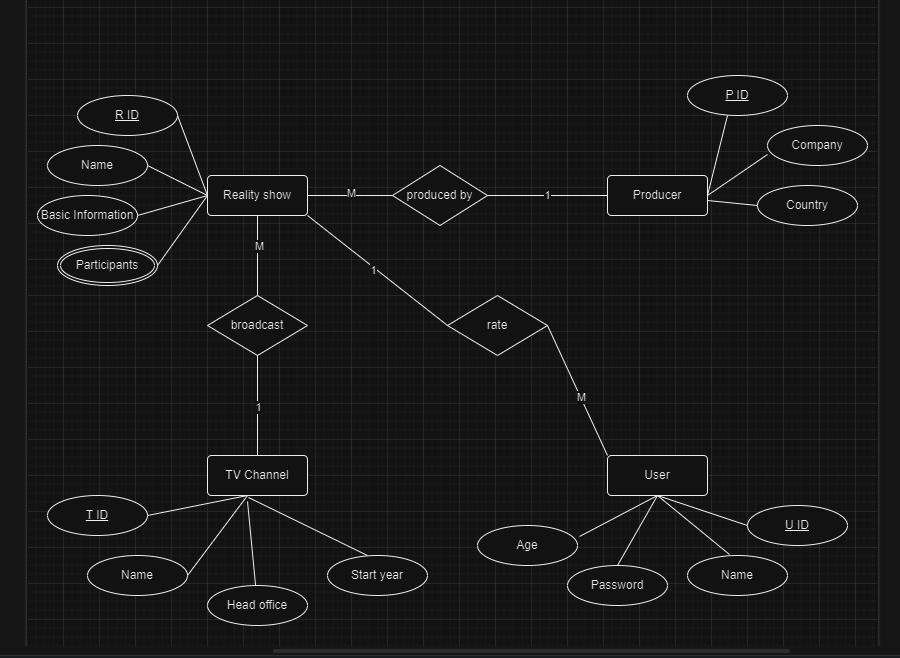 P ID
R ID
Company
Name
Reality show
M
produced by
1
Producer
Country
Basic Information
M
Participants
1
broadcast
rate
M
1
TV Channel
User
T ID
U ID
Age
Name
Start year
Password
Name
Head office